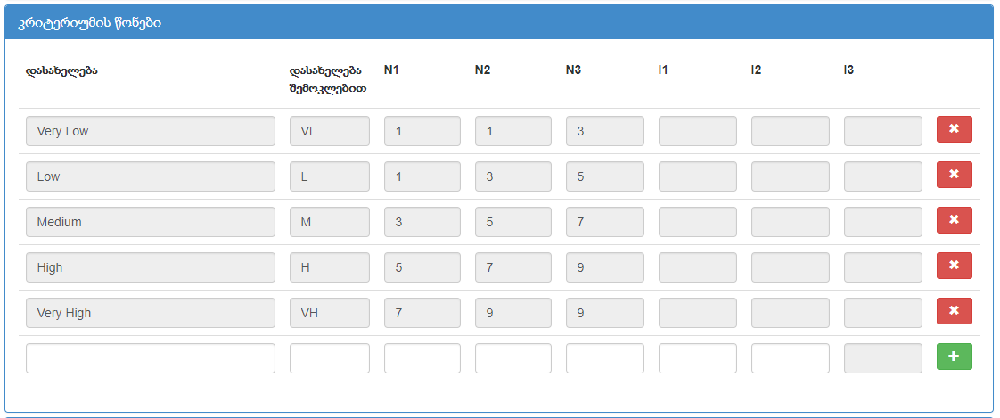 კრიტერიუმის წონები
დასახელება დასახელება შემოკლებით N1 N2 N3 I1 I2 I3
Very Low VL 1 1 3
Low L 1 3 5
Medium M 3 5 7
High H 5 7 9
Very High VH 7 9 9